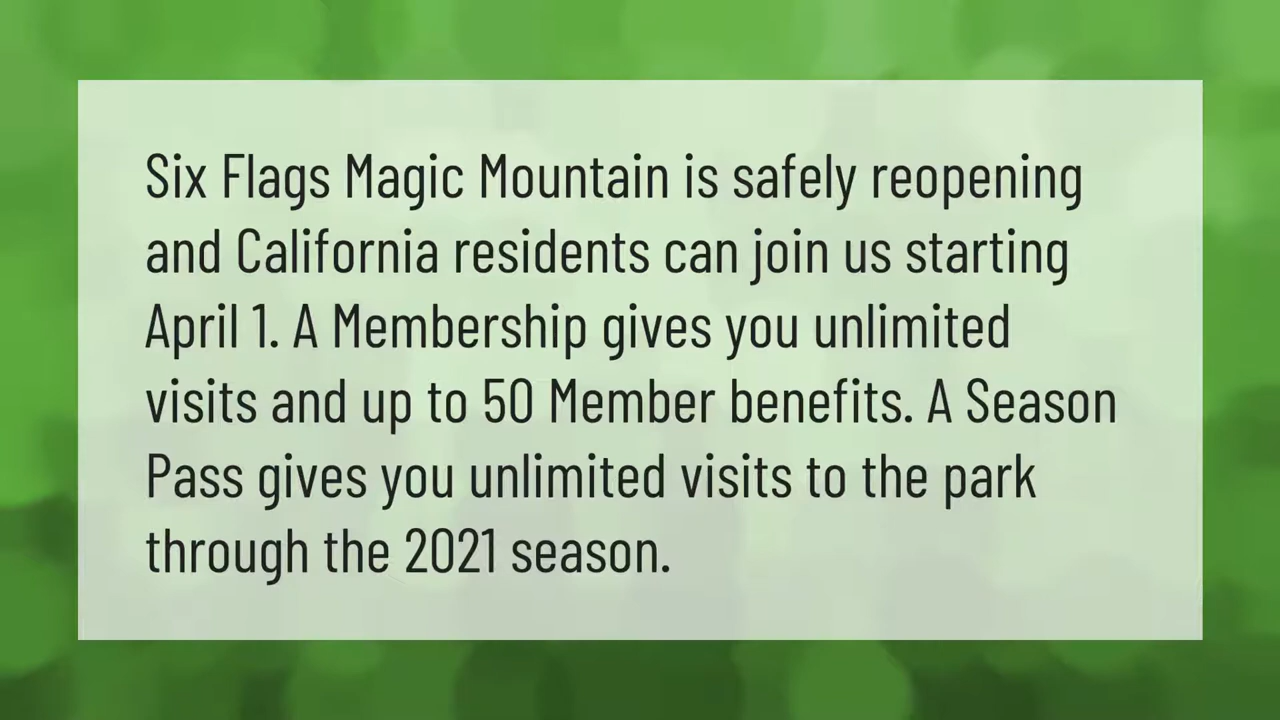 Six Flags Magic Mountain is safely reopening
and California residents can join us starting
April 1. A Membership gives you unlimited
visits and up to 50 Member benefits. A Season
Pass gives you unlimited visits to the park
through the 2021 season.